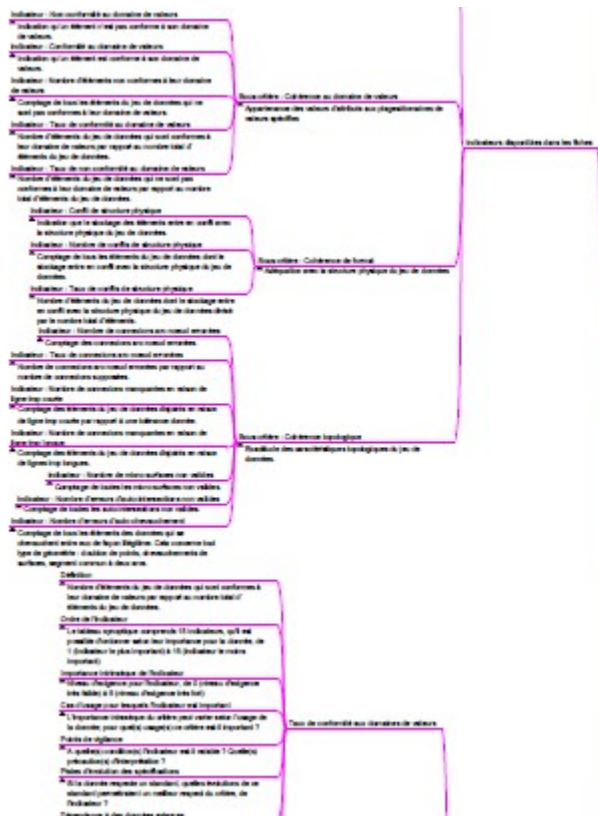 Indicateur : Non conformité au domaine de valeurs
Indication qu'un élément n'est pas conforme à son domaine
de valeurs.
Indicateur : Conformité au domaine de valeurs
Indication qu'un élément est conforme à son domaine de
valeurs.
Indicateur : Nombre d'éléments non conformes à leur domaine
de valeurs
Comptage de tous les éléments du jeu de données qui ne
sont pas conformes à leur domaine de valeurs.
Indicateur : Taux de conformité au domaine de valeurs
Nombre d'éléments du jeu de données qui sont conformes à
leur domaine de valeurs par rapport au nombre total d'
éléments du jeu de données.
Indicateur : Taux de non conformité au domaine de valeurs
Nombre d'éléments du jeu de données qui ne sont pas
conformes à leur domaine de valeurs par rapport au nombre
total d'éléments du jeu de données.
Sous-critère : Cohérence au domaine de valeurs
Appartenance des valeurs d'attributs aux plages/domaines de
valeurs spécifiés
Indicateurs disponibles dans les fiches
Indicateur : Conflit de structure physique
Indication que le stockage des éléments entre en conflit avec
la structure physique du jeu de données.
Indicateur : Nombre de conflits de structure physique
Comptage de tous les éléments du jeu de données dont le
stockage entre en conflit avec la structure physique du jeu de
données.
Indicateur : Taux de conflits de structure physique
Nombre d'éléments du jeu de données dont le stockage entre
en conflit avec la structure physique du jeu de données divisé
par le nombre total d'éléments.
Sous-critère : Cohérence de format
Adéquation avec la structure physique du jeu de données
Indicateur : Nombre de connexions arc-noeud erronées
Comptage des connexions arc-noeud erronées.
Indicateur : Taux de connexions arc-noeud erronées
Nombre de connexions arc-noeud erronées par rapport au
nombre de connexions supposées.
Indicateur : Nombre de connexions manquantes en raison de
ligne trop courte
Comptage des éléments du jeu de données disjoints en raison
de ligne trop courte par rapport à une tolérance donnée.
Indicateur : Nombre de connexions manquantes en raison de
ligne trop longue
Comptage des éléments du jeu de données disjoints en raison
de lignes trop longues.
Indicateur : Nombre de micro-surfaces non valides
Comptage de toutes les micro-surfaces non valides.
Indicateur : Nombre d'erreurs d'auto-intersections non valides
Comptage de toutes les auto-intersections non valides.
Indicateur : Nombre d'erreurs d'auto-chevauchement
Comptage de tous les éléments des données qui se
chevauchent entre eux de façon illégitime. Cela concerne tout
type de géométrie : doublon de points, chevauchements de
surfaces, segment commun à deux arcs.
Sous-critère : Cohérence topologique
Exactitude des caractéristiques topologiques du jeu de
données.
Définition
Nombre d'éléments du jeu de données qui sont conformes à
leur domaine de valeurs par rapport au nombre total d'
éléments du jeu de données.
Ordre de l'indicateur
Le tableau synoptique comprends 15 indicateurs, qu'il est
possible d'ordonner selon leur importance pour la donnée, de
1 (indicateur le plus important) à 15 (indicateur le moins
important)
Importance intrinsèque de l'indicateur
Niveau d'exigence pour l'indicateur, de 0 (niveau d'exigence
très faible) à 5 (niveau d'exigence très fort)
Cas d'usage pour lesquels l'indicateur est important
L'importance intrinsèque du critère peut varier selon l'usage de
la donnée, pour quel(s) usage(s) ce critère est-il important ?
Points de vigilance
A quelle(s) condition(s) l'indicateur est-il valable ? Quelle(s)
précaution(s) d'interprétation ?
Pistes d'évolution des spécifications
Si la donnée respecte un standard, quelles évolutions de ce
standard permettraient un meilleur respect du critère, de
l'indicateur ?
Dépendance à des données externes
Taux de conformité aux domaines de valeurs